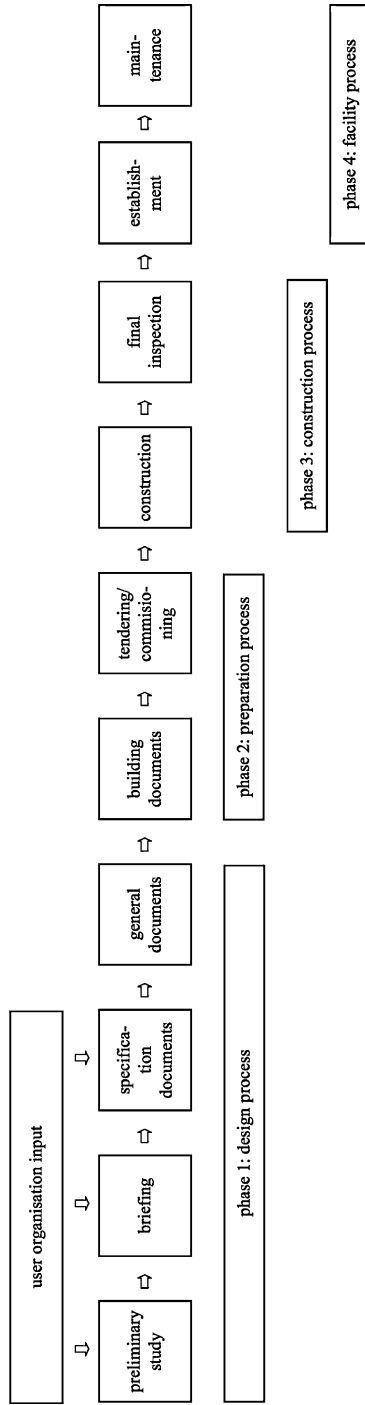 user organisation input
preliminary
study
briefing
specifica-
tion
documents
general
documents
building
documents
tendering/
commisio-
ning
construction
final
inspection
establish-
ment
main-
tenance
phase 1: design process
phase 2: preparation process
phase 3: construction process
phase 4: facility process